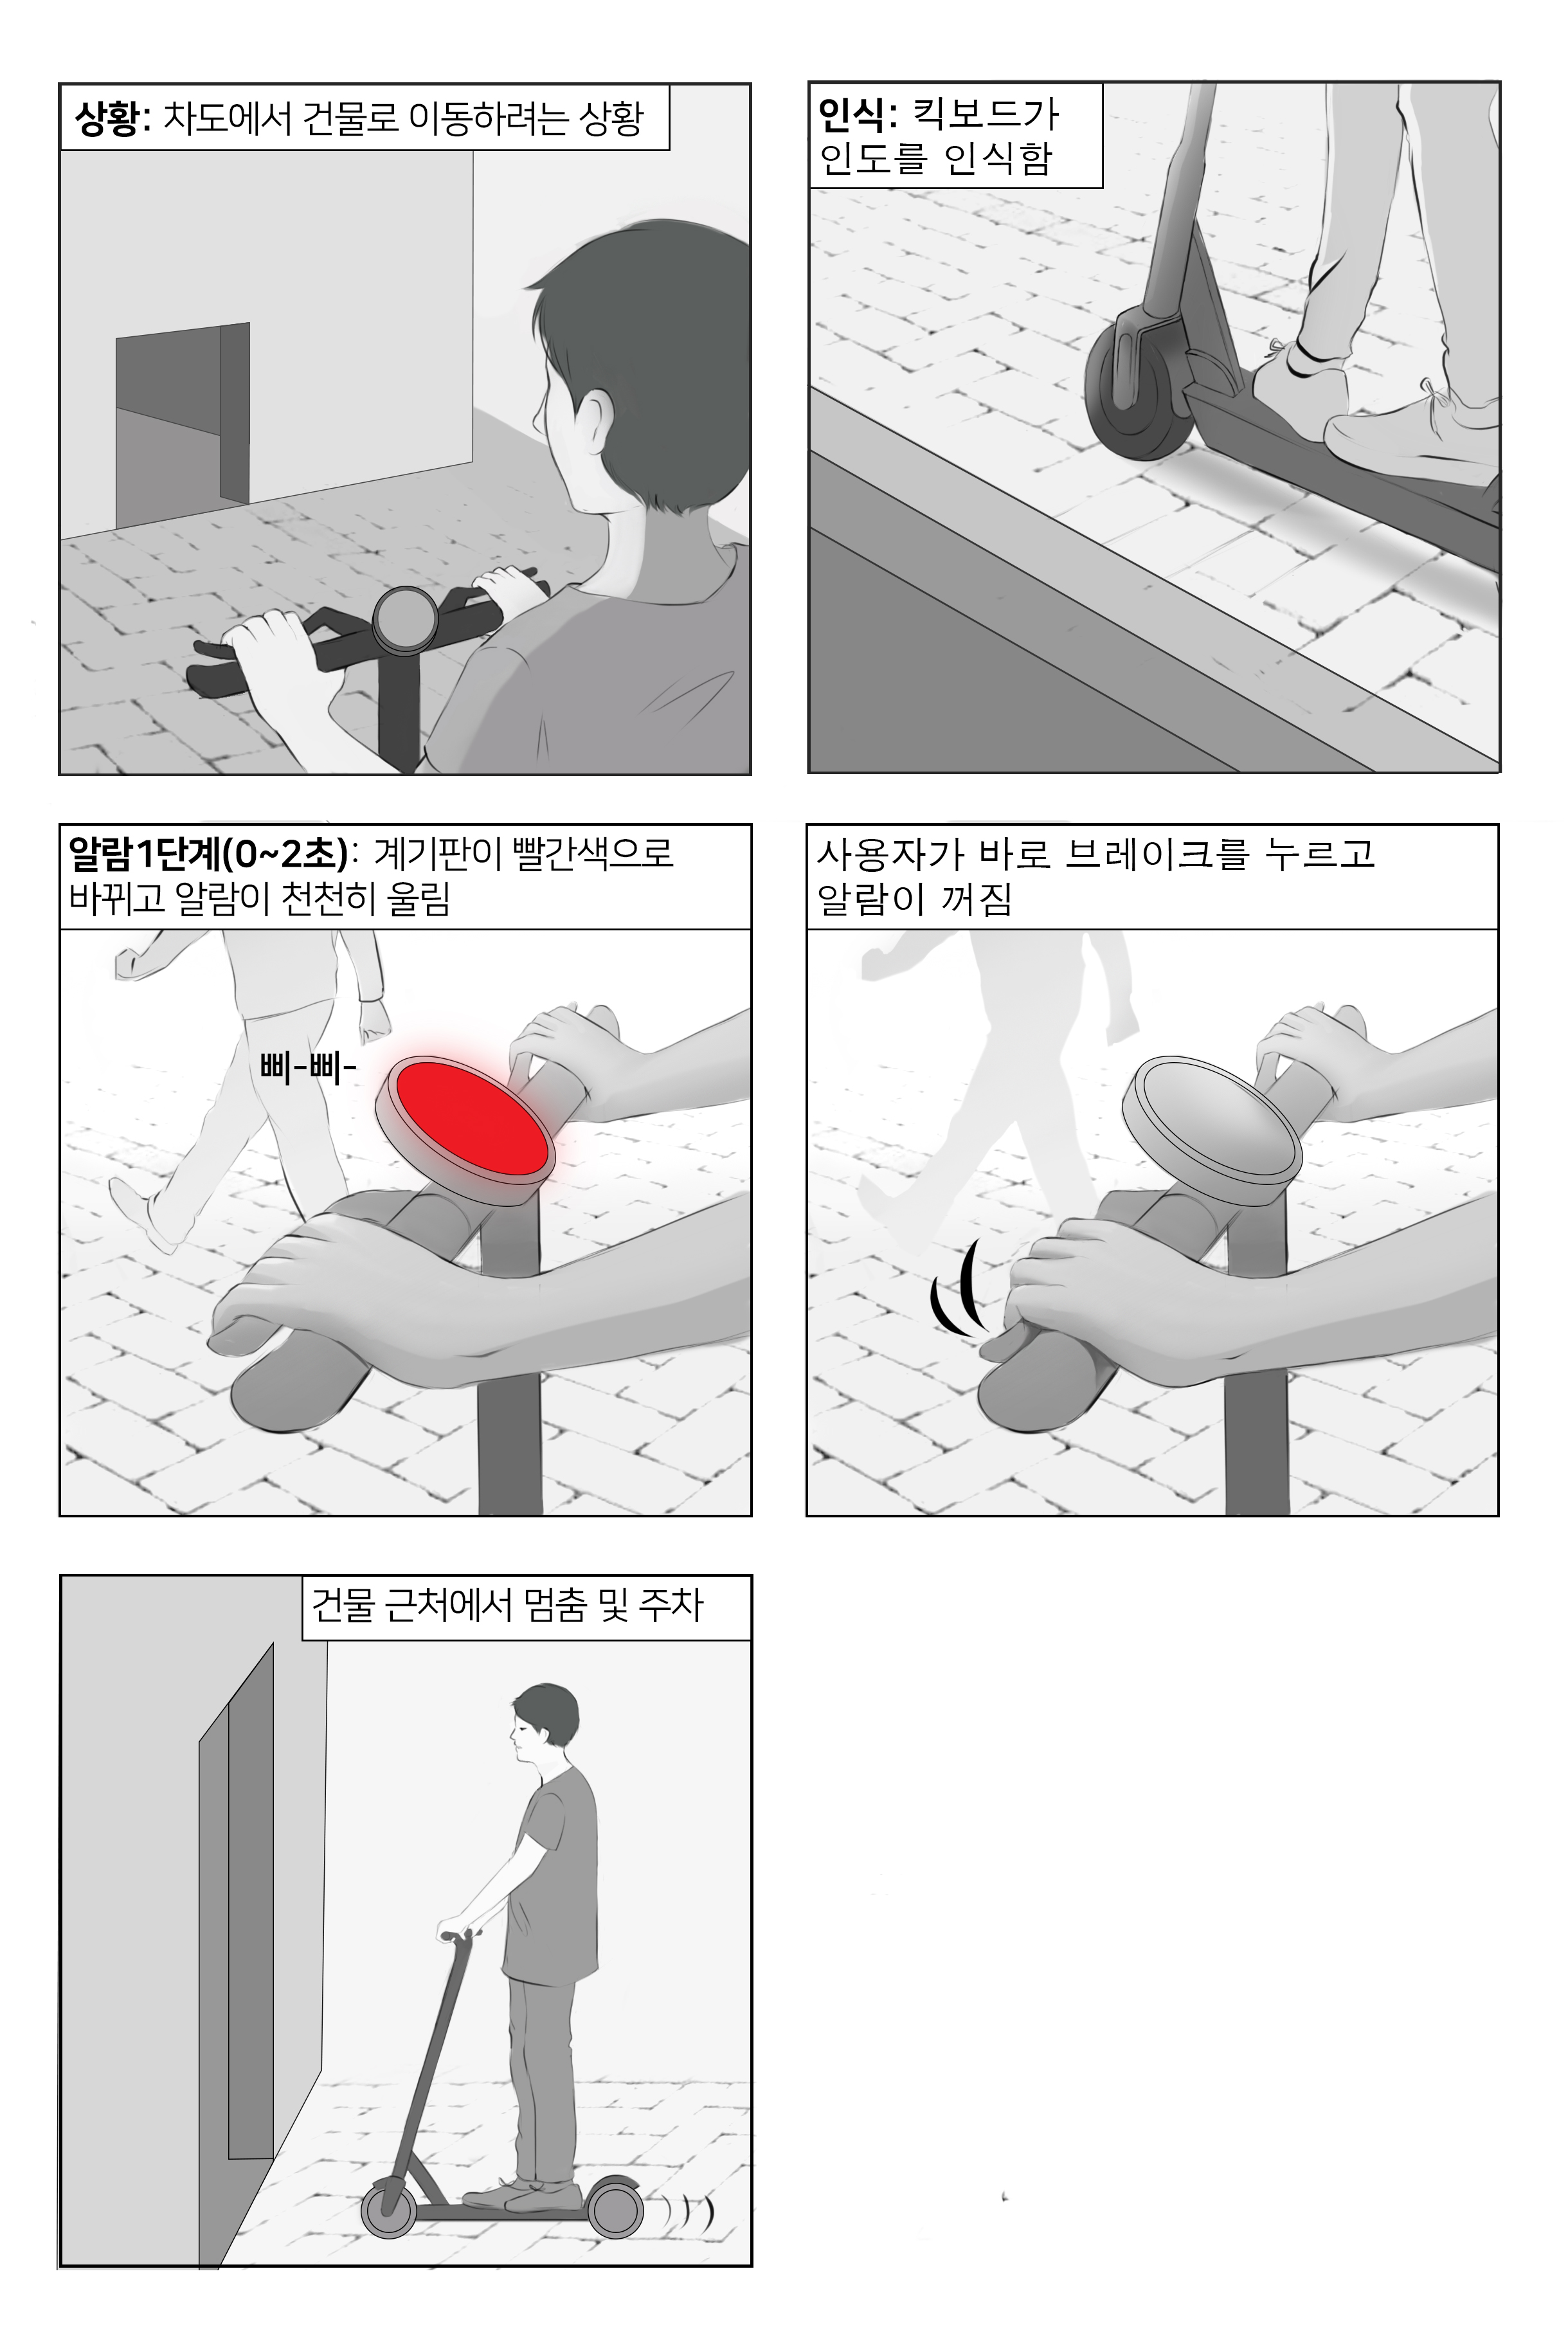 상황: 차도에서 건물로 이동하려는 상황
인식: 킥보드가
인도를 인식함
알람1단계(0~2초): 계기판이 빨간색으로
바뀌고 알람이 천천히 울림
삐-삐-
사용자가 바로 브레이크를 누르고
알람이 꺼짐
건물 근처에서 멈춤 및 주차